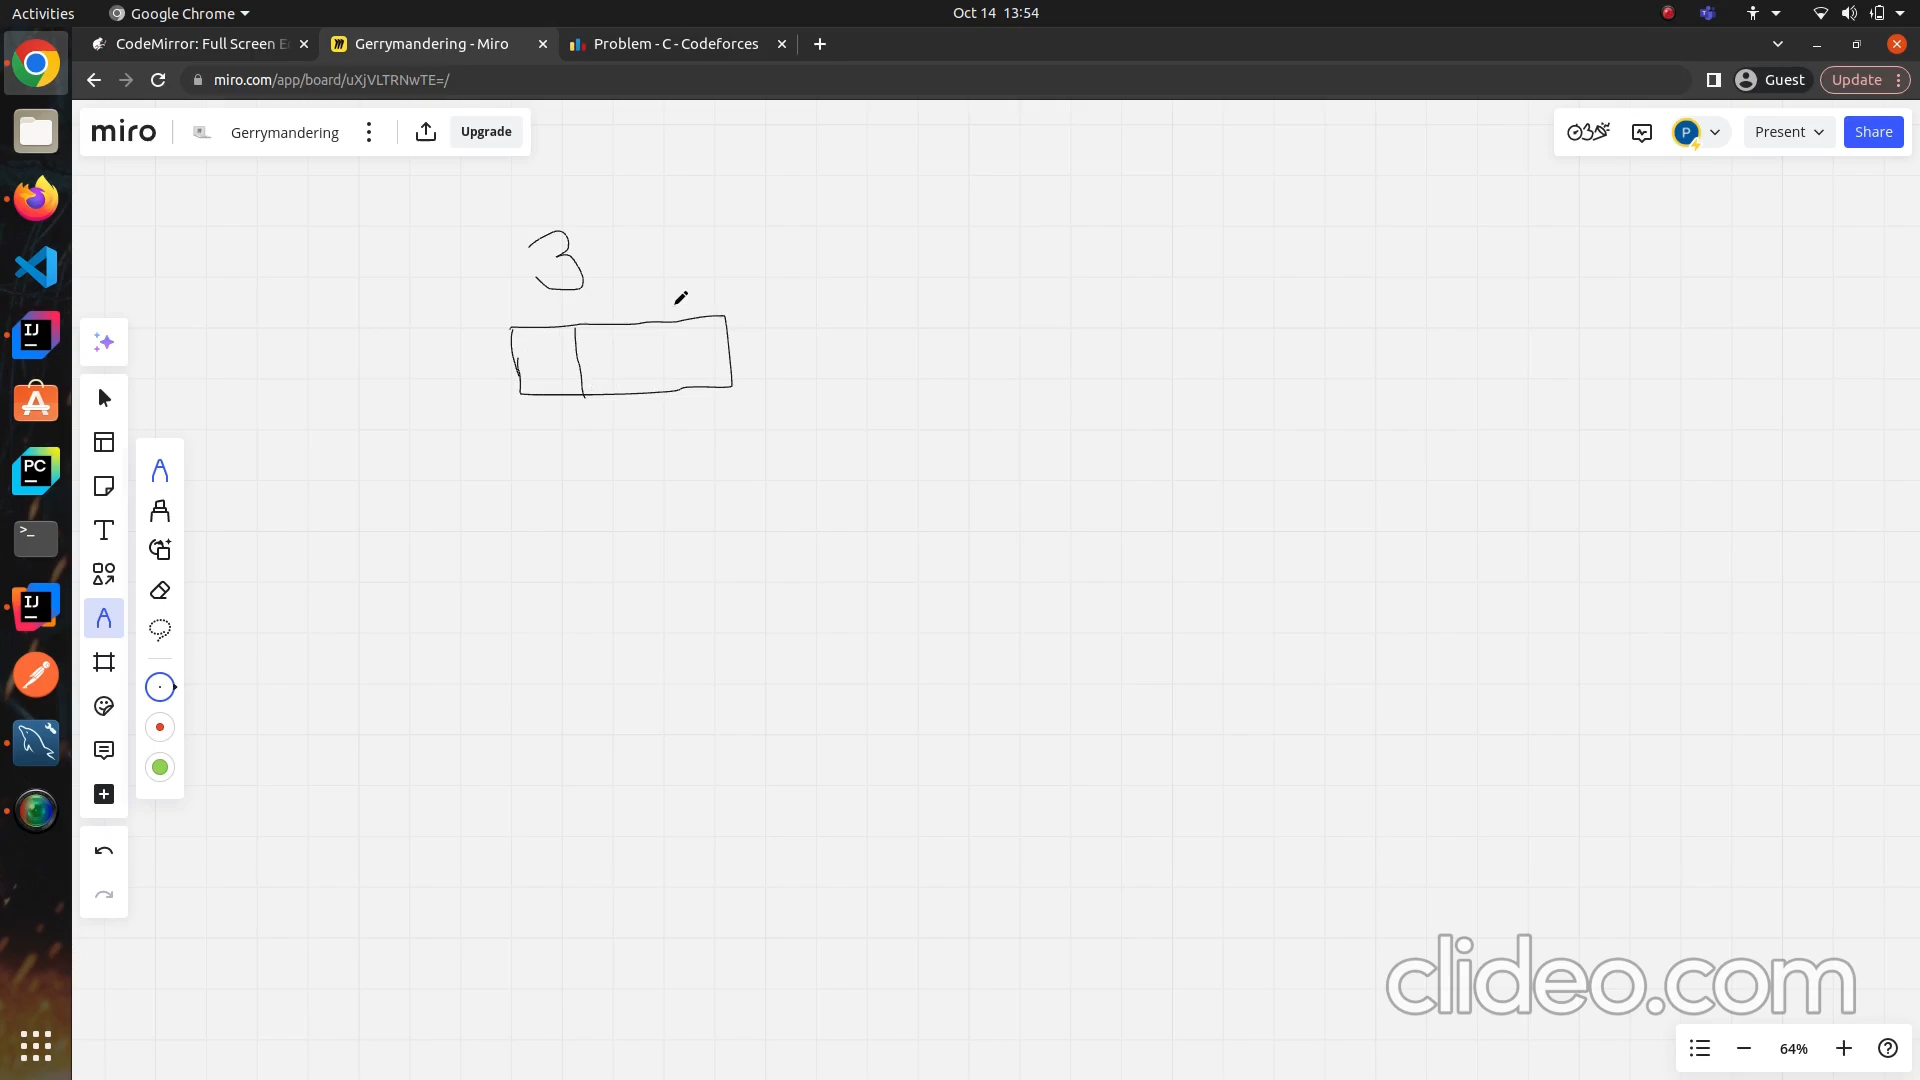 Activities Google Chrome Oct 14 13:54
CodeMirror: Full Screen E Gerrymandering - Miro Problem - C - Codeforces
miro.com/app/board/uXjVLTRNwTE=/ Guest Update
miro Gerrymandering Upgrade P Present Share
3
clideo.com
64%